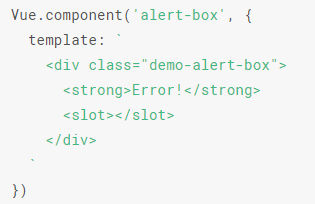 Vue.component('alert-box', {
  template: `
    <div class="demo-alert-box">
      <strong>Error!</strong>
      <slot></slot>
    </div>
  `
})